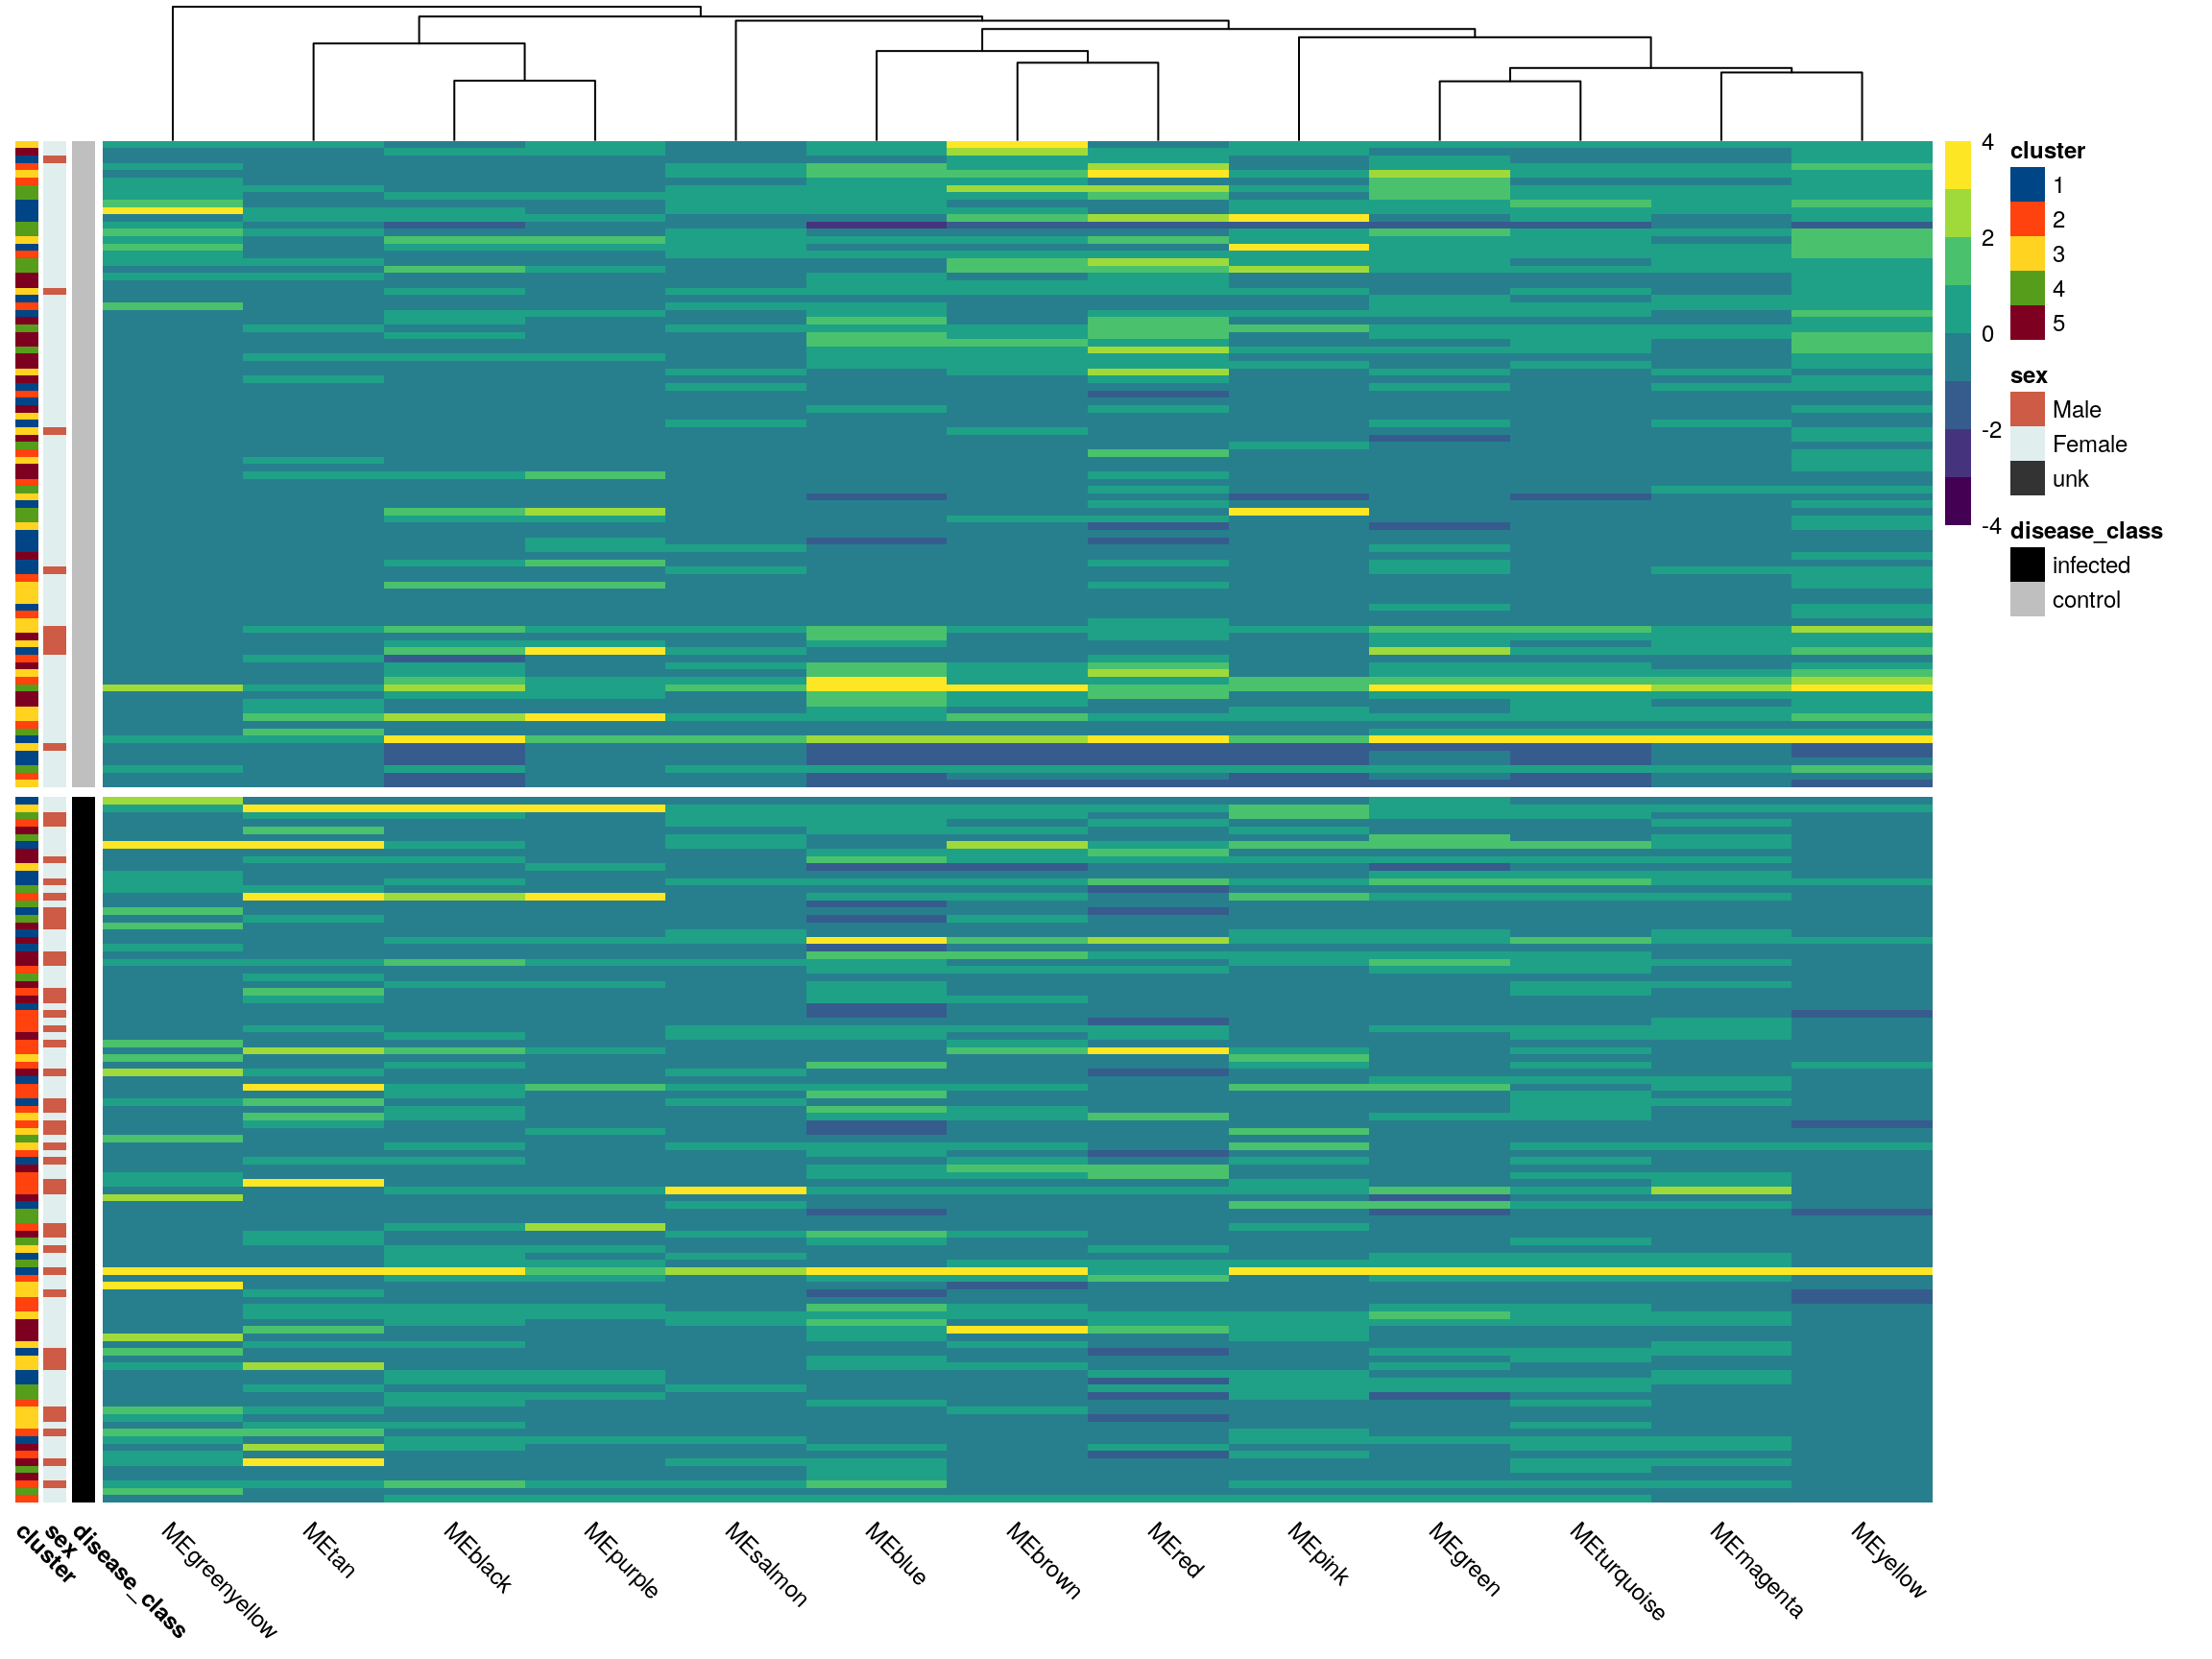 4
2
0
-2
-4
cluster
1
2
3
4
5
sex
Male
Female
unk
disease_class
infected
control
cluster
sex
disease_class
MEgreenyellow
MEtan
MEblack
MEpurple
MEsalmon
MEblue
MEbrown
MEred
MEpink
MEgreen
MEturquoise
MEmagenta
MEyellow